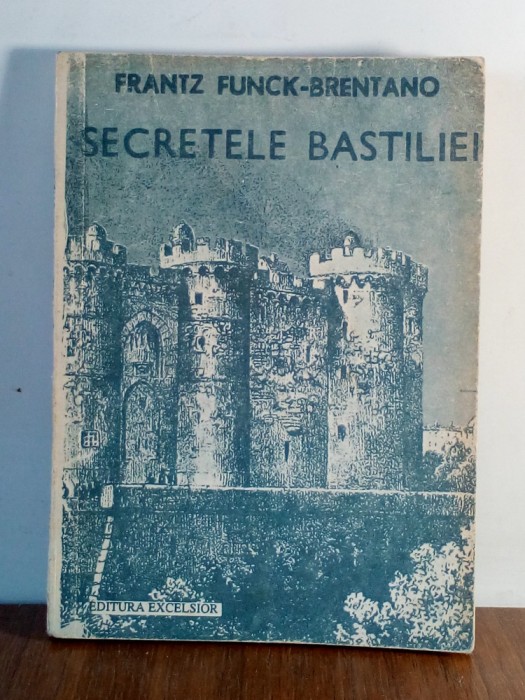 FRANTZ FUNCK-BRENTANO
SECRETELE BASTILIEI
EDITURA EXCELSIOR